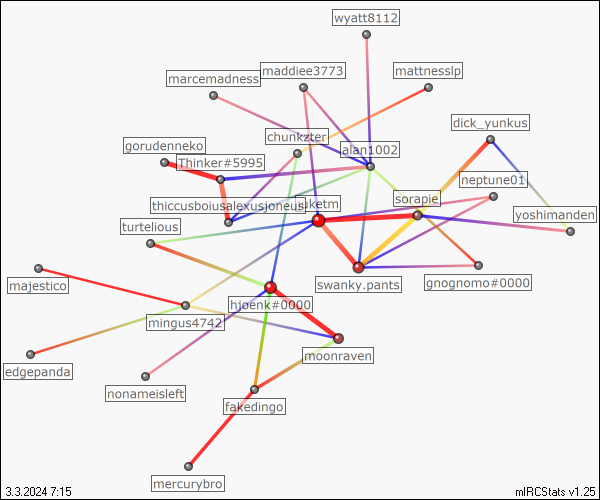 wyatt8112
maddiee3773
mattnesslp
marcemadness
dick_yunkus
chunkzter
gorudenneko
alan1002
Thinker#5995
neptune01
sorapie
thiccusboiusalexusjoneus
yoshimanden
turtelious
swanky.pants
gnognomo#0000
majestico
hjoenk#0000
mingus4742
moonraven
edgepanda
nonameisleft
fakedingo
mercurybro
3.3.2024 7:15
mIRCStats v1.25